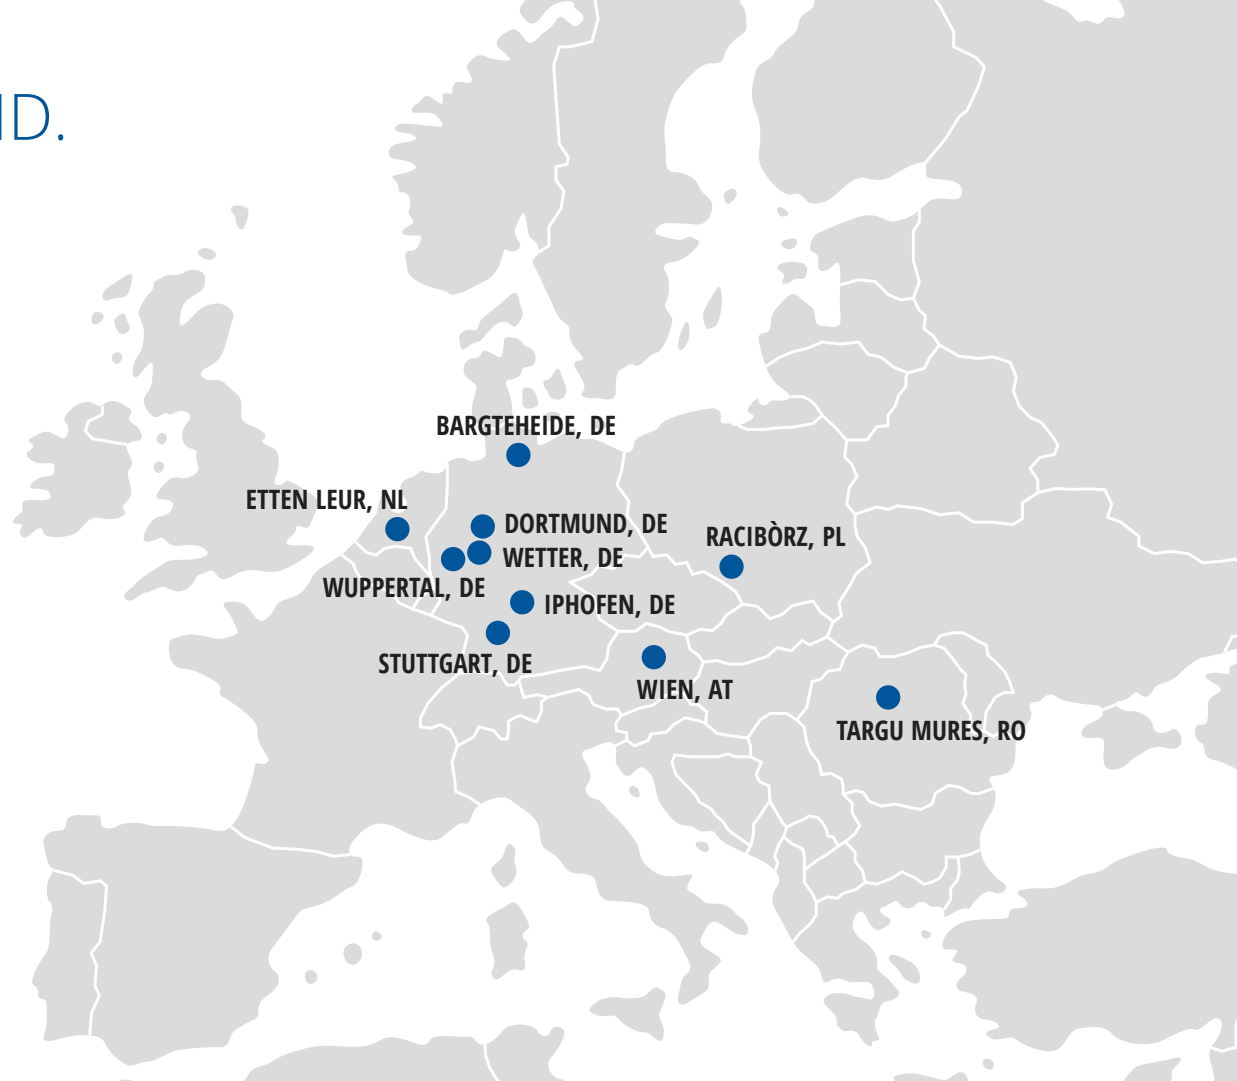 ND.
BARGTEHEIDE, DE
ETTEN LEUR, NL
DORTMUND, DE
RACIBÒRZ, PL
WETTER, DE
WUPPERTAL, DE
IPHOFEN, DE
STUTTGART, DE
WIEN, AT
TARGU MURES, RO